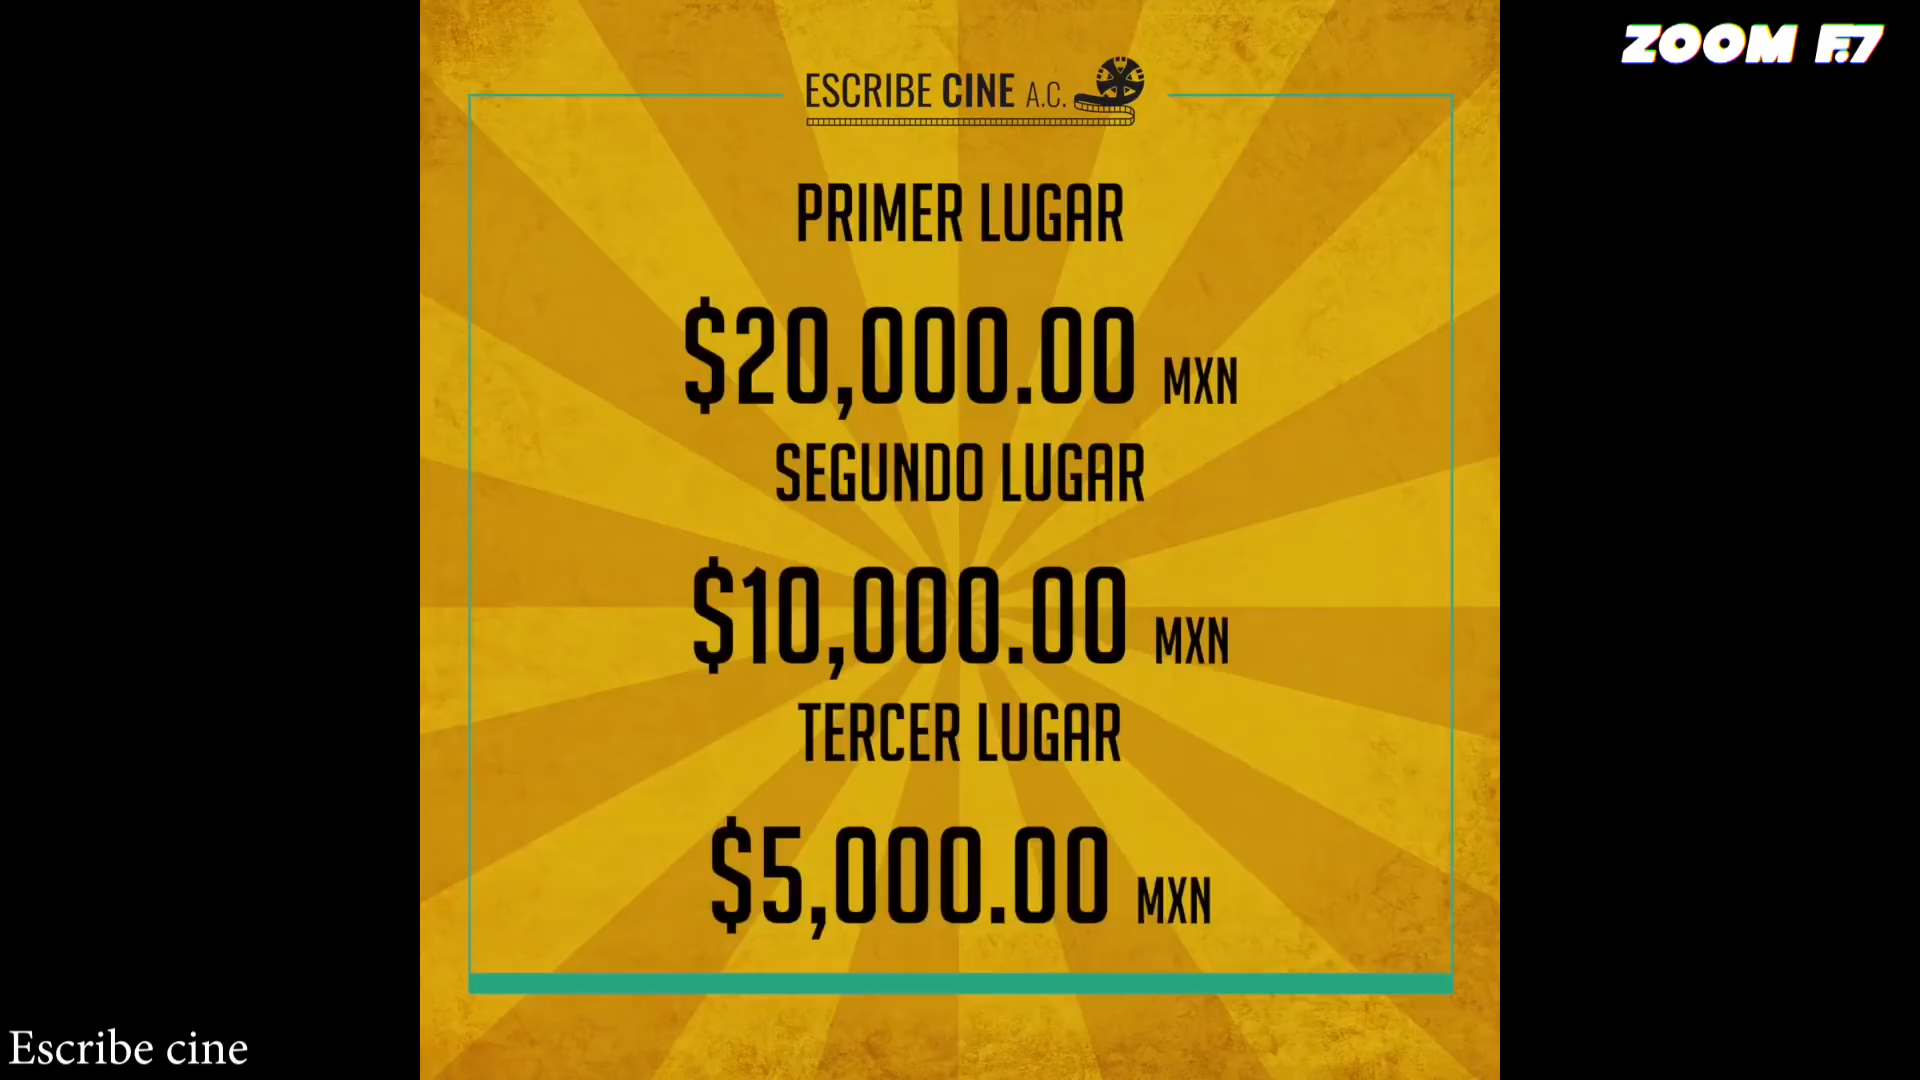 ZOOM F.7
ESCRIBE CINE A.C.
PRIMER LUGAR
$20,000.00 MXN
SEGUNDO LUGAR
$10,000.00 MXN
TERCER LUGAR
$5,000.00 MXN
Escribe cine